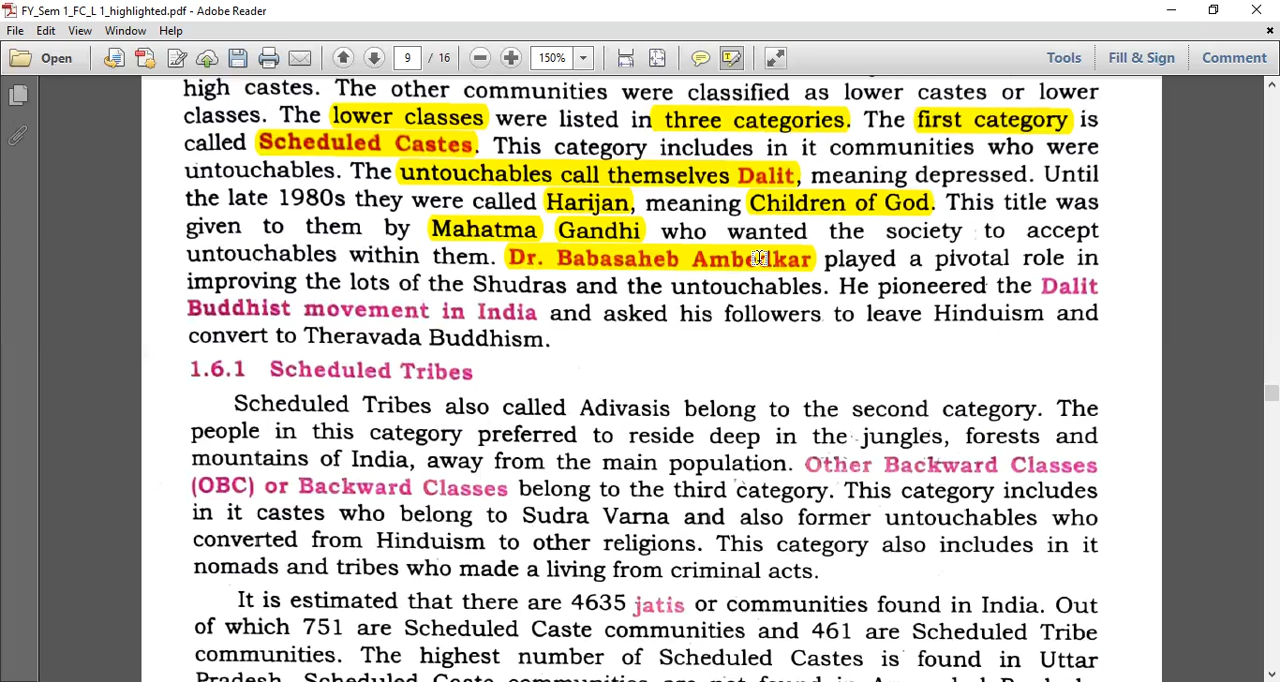 FY_Sem 1_FC_L 1_highlighted.pdf - Adobe Reader
File Edit View Window Help
Open 9 / 16 150% Tools Fill & Sign Comment
high castes. The other communities were classified as lower castes or lower
classes. The lower classes were listed in three categories. The first category is
called Scheduled Castes. This category includes in it communities who were
untouchables. The untouchables call themselves Dalit, meaning depressed. Until
the late 1980s they were called Harijan, meaning Children of God. This title was
given to them by Mahatma Gandhi who wanted the society to accept
untouchables within them. Dr. Babasaheb Ambedkar played a pivotal role in
improving the lots of the Shudras and the untouchables. He pioneered the Dalit
Buddhist movement in India and asked his followers to leave Hinduism and
convert to Theravada Buddhism.
1.6.1 Scheduled Tribes
Scheduled Tribes also called Adivasis belong to the second category. The
people in this category preferred to reside deep in the jungles, forests and
mountains of India, away from the main population. Other Backward Classes
(OBC) or Backward Classes belong to the third category. This category includes
in it castes who belong to Sudra Varna and also former untouchables who
converted from Hinduism to other religions. This category also includes in it
nomads and tribes who made a living from criminal acts.
It is estimated that there are 4635 jatis or communities found in India. Out
of which 751 are Scheduled Caste communities and 461 are Scheduled Tribe
communities. The highest number of Scheduled Castes is found in Uttar
Pradesh. Scheduled Caste communities are not found in